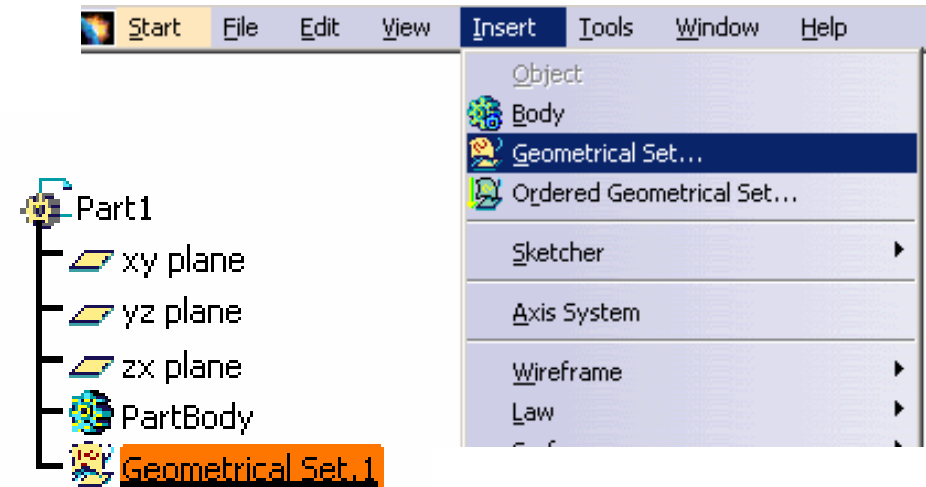 Start File Edit View Insert Tools Window Help
Object
Body
Geometrical Set...
Ordered Geometrical Set...
Sketcher
Axis System
Wireframe
Law
Part1
xy plane
yz plane
zx plane
PartBody
Geometrical Set.1